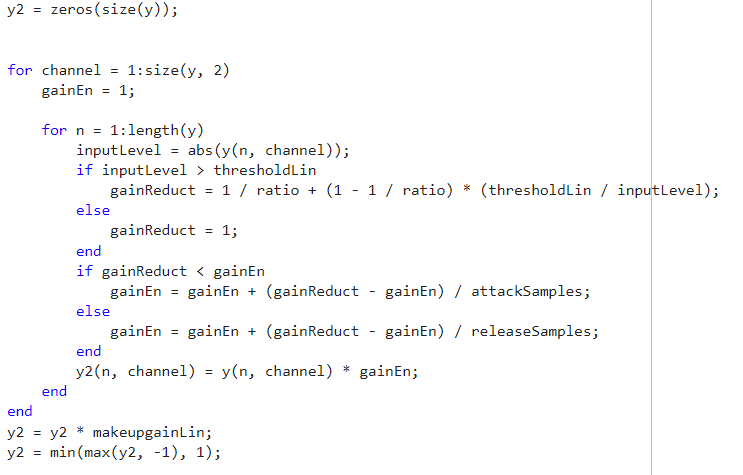 y2 = zeros(size(y));
for channel = 1:size(y, 2)
gainEn = 1;
for n = 1:length(y)
inputLevel = abs(y(n, channel));
if inputLevel > thresholdLin
gainReduct = 1 / ratio + (1 - 1 / ratio) * (thresholdLin / inputLevel);
else
gainReduct = 1;
end
if gainReduct < gainEn
gainEn = gainEn + (gainReduct - gainEn) / attackSamples;
else
gainEn = gainEn + (gainReduct - gainEn) / releaseSamples;
end
y2(n, channel) = y(n, channel) * gainEn;
end
end
y2 = y2 * makeupgainLin;
y2 = min(max(y2, -1), 1);